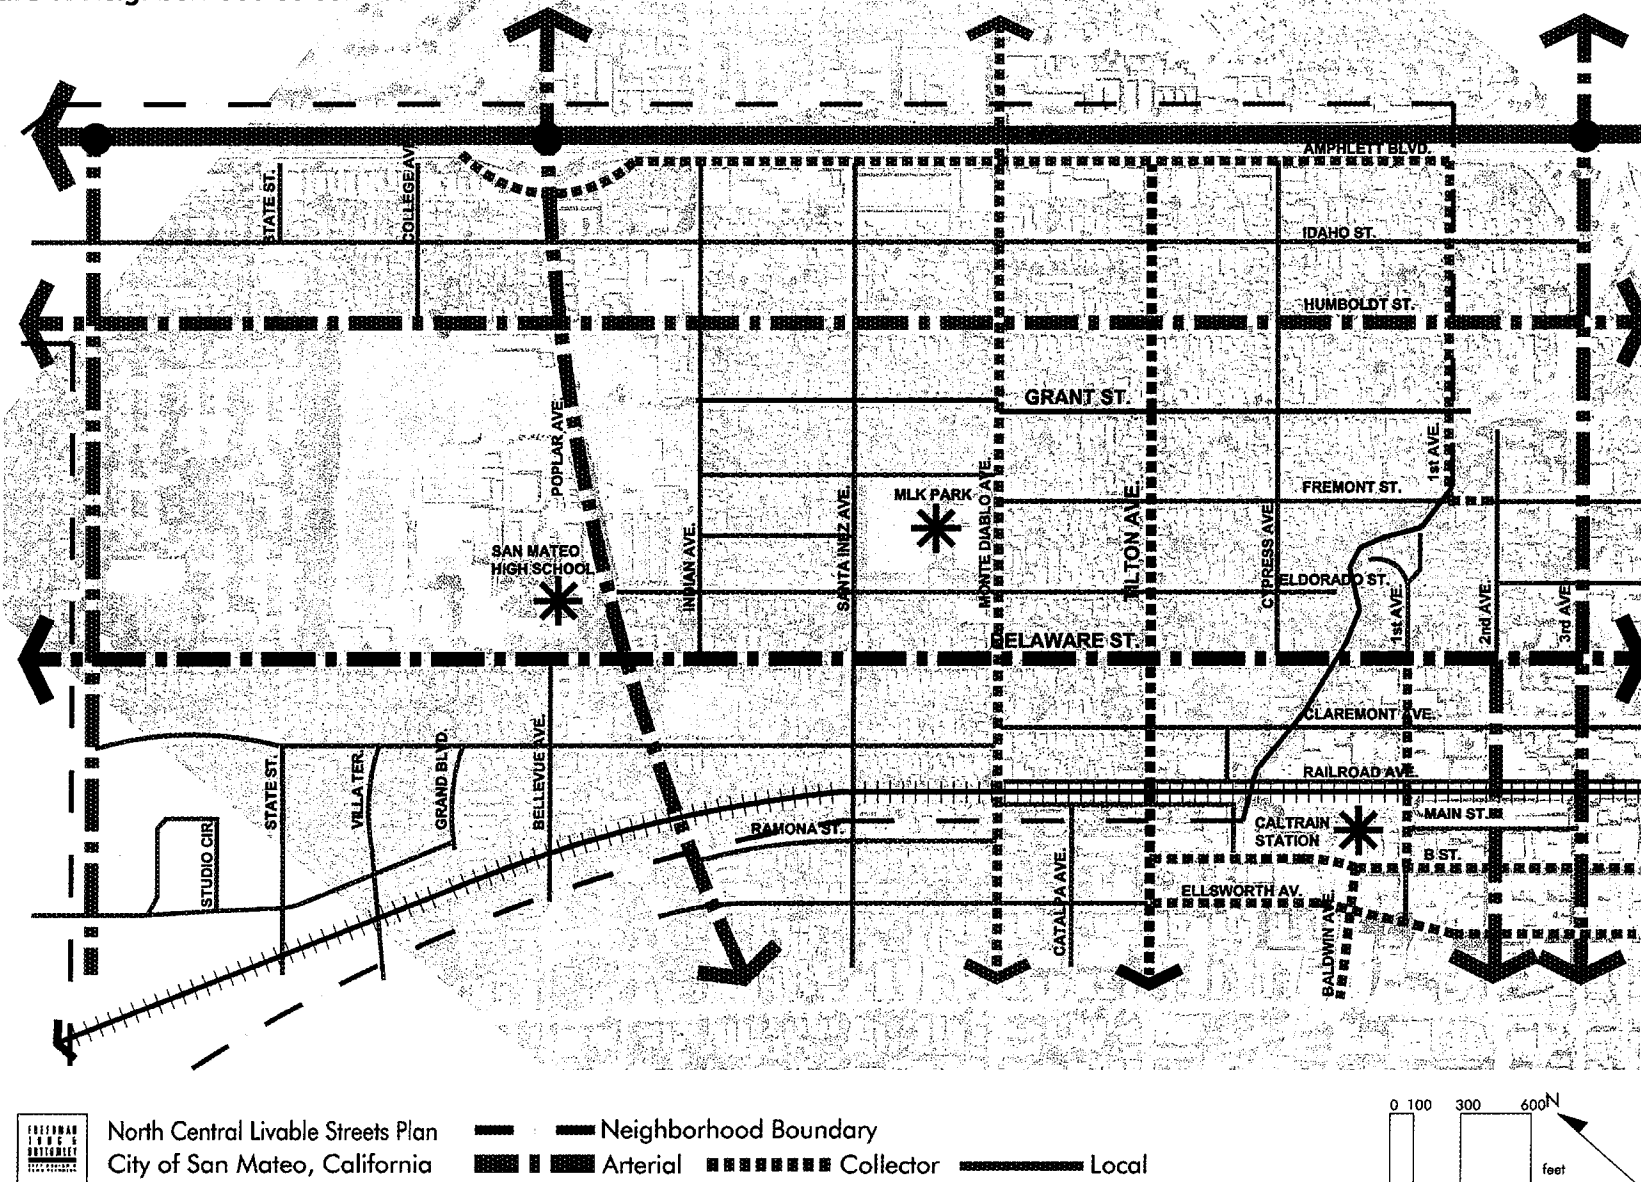 AMPHLETT BLVD.
STATE ST.
COLLEGE AV.
IDAHO ST.
HUMBOLDT ST.
GRANT ST.
POPLAR AVE.
1st AVE.
MLK PARK
FREMONT ST.
INDIAN AVE.
SANTA INEZ AVE.
MONTE DIABLO AVE.
TILTON AVE.
CYPRESS AVE.
SAN MATEO
HIGH SCHOOL
ELDORADO ST.
1st AVE.
2nd AVE.
3rd AVE.
DELAWARE ST.
CLAREMONT AVE.
STATE ST.
VILLA TER.
GRAND BLVD.
BELLEVUE AVE.
RAILROAD AVE.
RAMONA ST.
CALTRAIN
STATION
MAIN ST.
B ST.
STUDIO CIR.
CATALPA AVE.
ELLSWORTH AV.
BALDWIN AVE.
North Central Livable Streets Plan
City of San Mateo, California
Neighborhood Boundary
Arterial
Collector
Local
0 100 300 600
N
feet